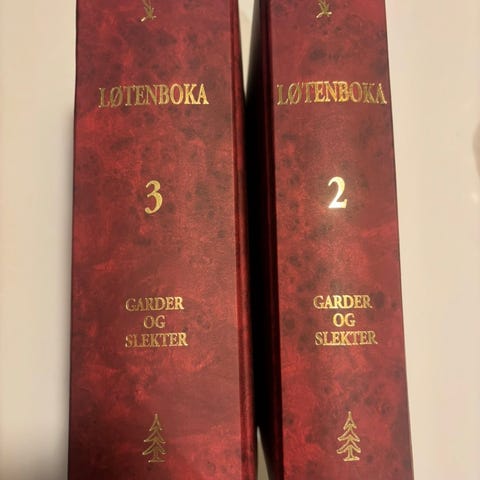 LØTENBOKA
3
GARDER
OG
SLEKTER
LØTENBOKA
2
GARDER
OG
SLEKTER